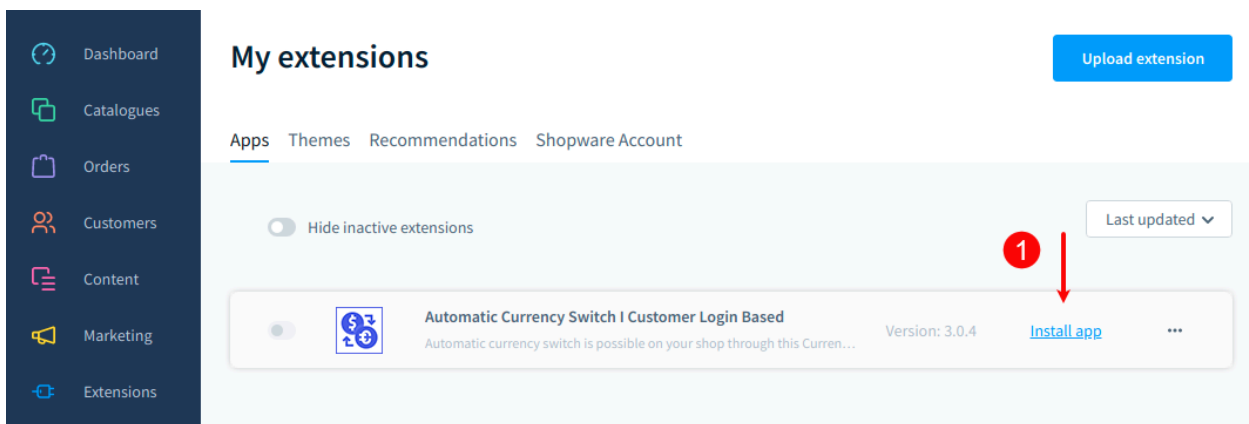 Dashboard
Catalogues
Orders
Customers
Content
Marketing
Extensions
My extensions
Upload extension
Apps Themes Recommendations Shopware Account
Hide inactive extensions
Last updated
1
Automatic Currency Switch I Customer Login Based
Automatic currency switch is possible on your shop through this Curren...
Version: 3.0.4
Install app